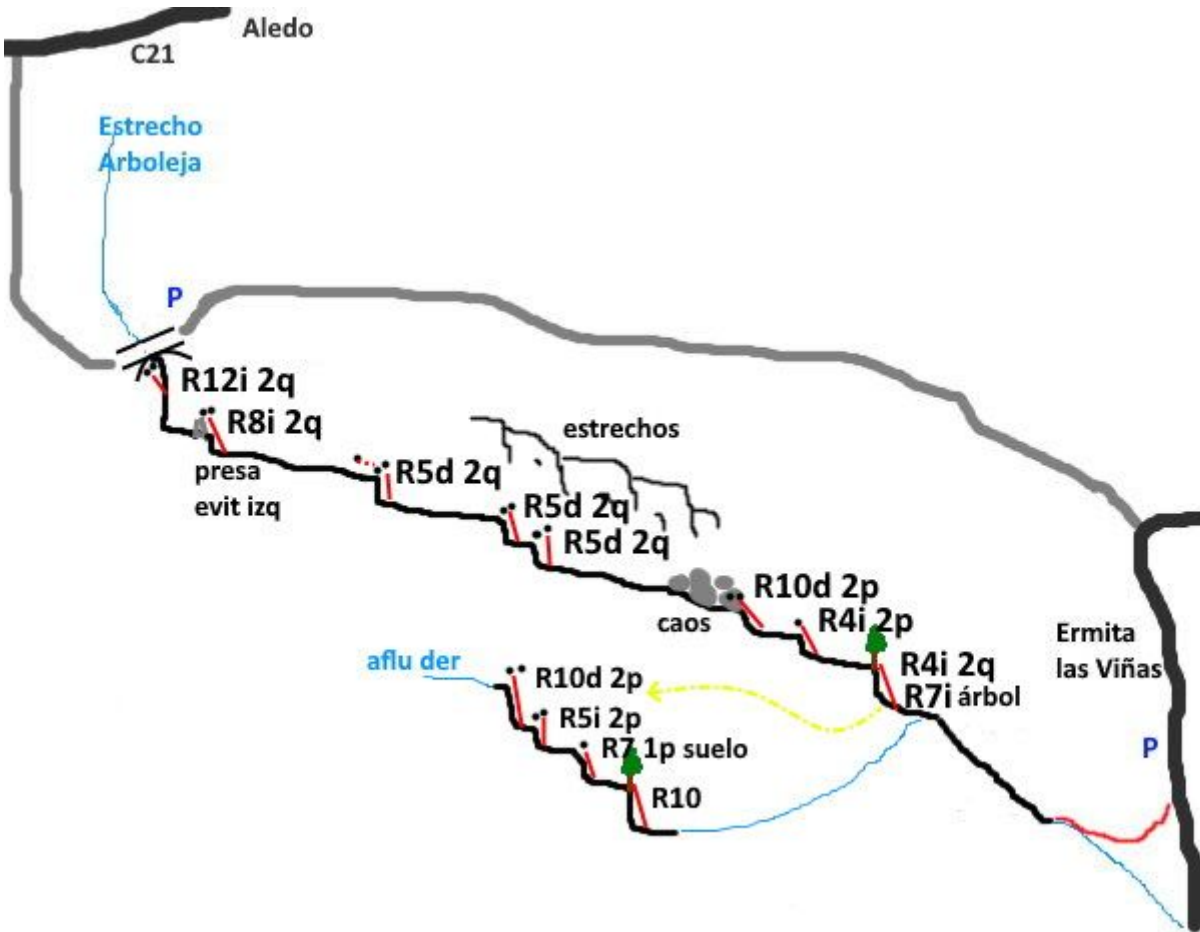 Aledo
C21
Estrecho
Arboleja
P
R12i 2q
R8i 2q
presa
evit izq
R5d 2q
estrechos
R5d 2q
R5d 2q
R10d 2p
caos
R4i 2p
Ermita
las Viñas
R4i 2q
R7i árbol
P
aflu der
R10d 2p
R5i 2p
R7 1p suelo
R10